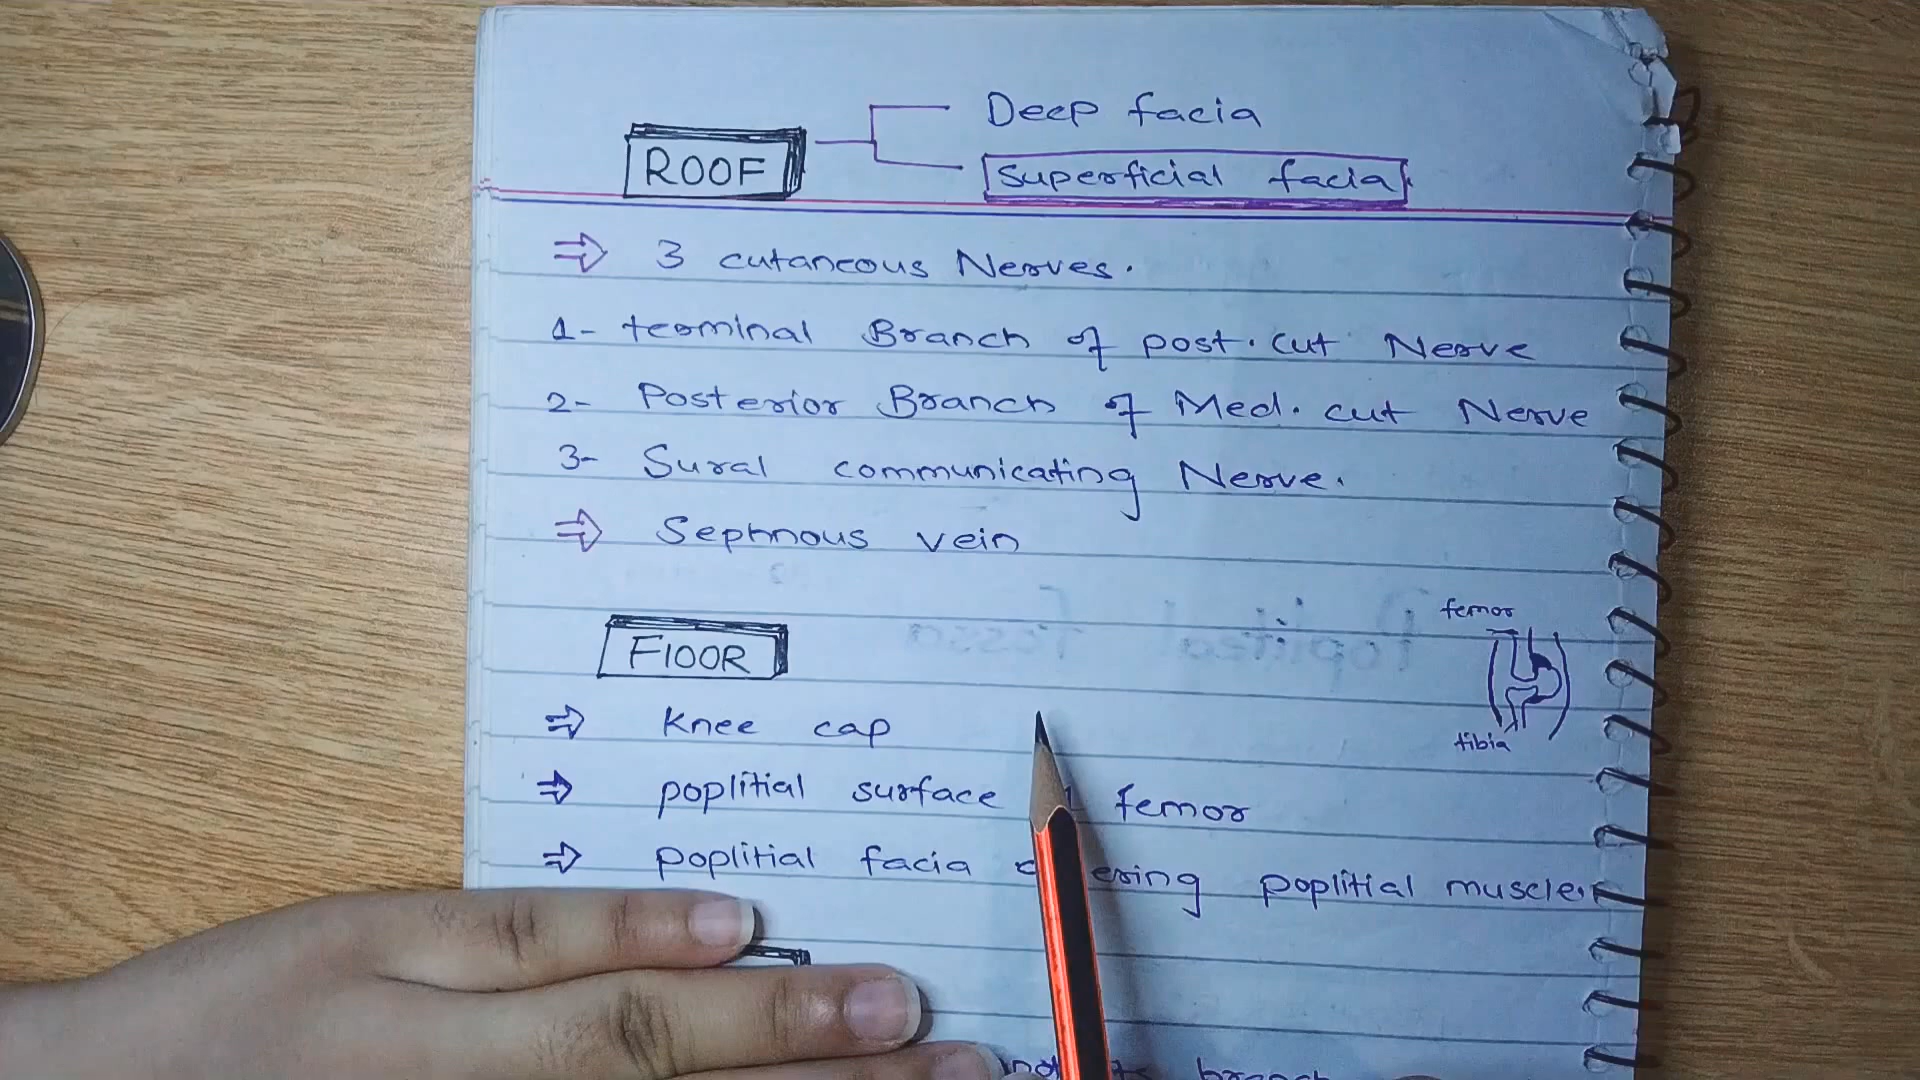 Deep facia
ROOF
Superficial facia
⇒ 3 cutaneous Nerves.
1- terminal Branch of post. cut Nerve
2- Posterior Branch of Med. cut Nerve
3- Sural communicating Nerve.
⇒ Sephnous vein
femor
FlOOR
tibia
⇒ Knee cap
⇒ poplitial surface femor
⇒ poplitial facia poplitial muscle.
branch